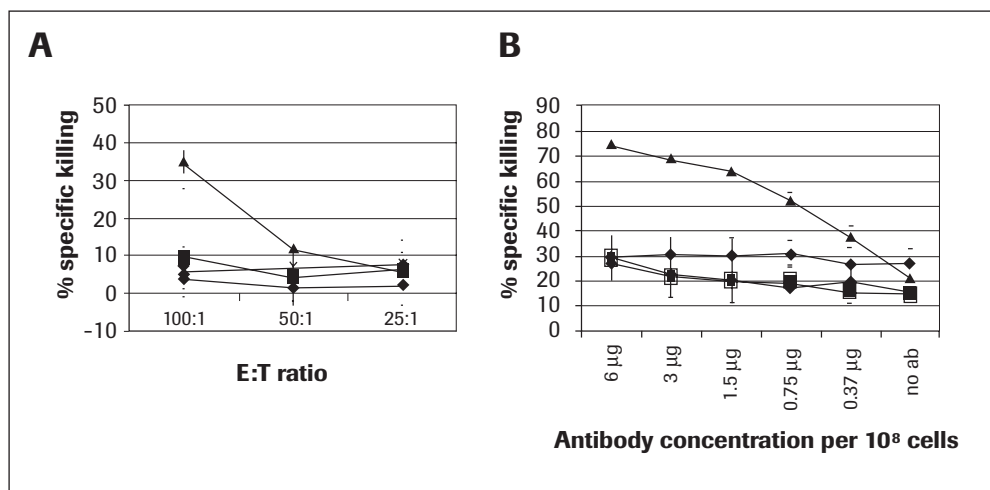 A
% specific killing
50
40
30
20
10
0
-10
100:1
50:1
25:1
E:T ratio
B
% specific killing
90
80
70
60
50
40
30
20
10
0
6 µg
3 µg
1.5 µg
0.75 µg
0.37 µg
no ab
Antibody concentration per 10⁸ cells